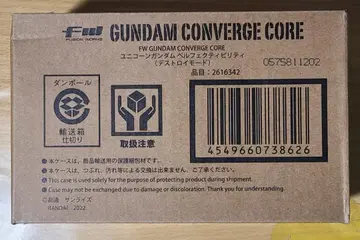 FW GUNDAM CONVERGE CORE
FUSION WORKS
FW GUNDAM CONVERGE CORE
ユニコーンガンダム ペルフェクティビリティ
(デストロイモード)
0575811202
品目：2616342
ダンボール
輸送箱
仕切り
取扱注意
4549660738626
●本ケースは、商品輸送用の保護梱包材です。
●本ケースに、つぶれ、汚れ等による交換は出来ません。ご了承ください。
●This case is used solely for the purpose of protecting product during shipment.
●Case may not be exchanged due to damage or discoloration. Thank you for understanding.
©創通・サンライズ
BANDAI 2022